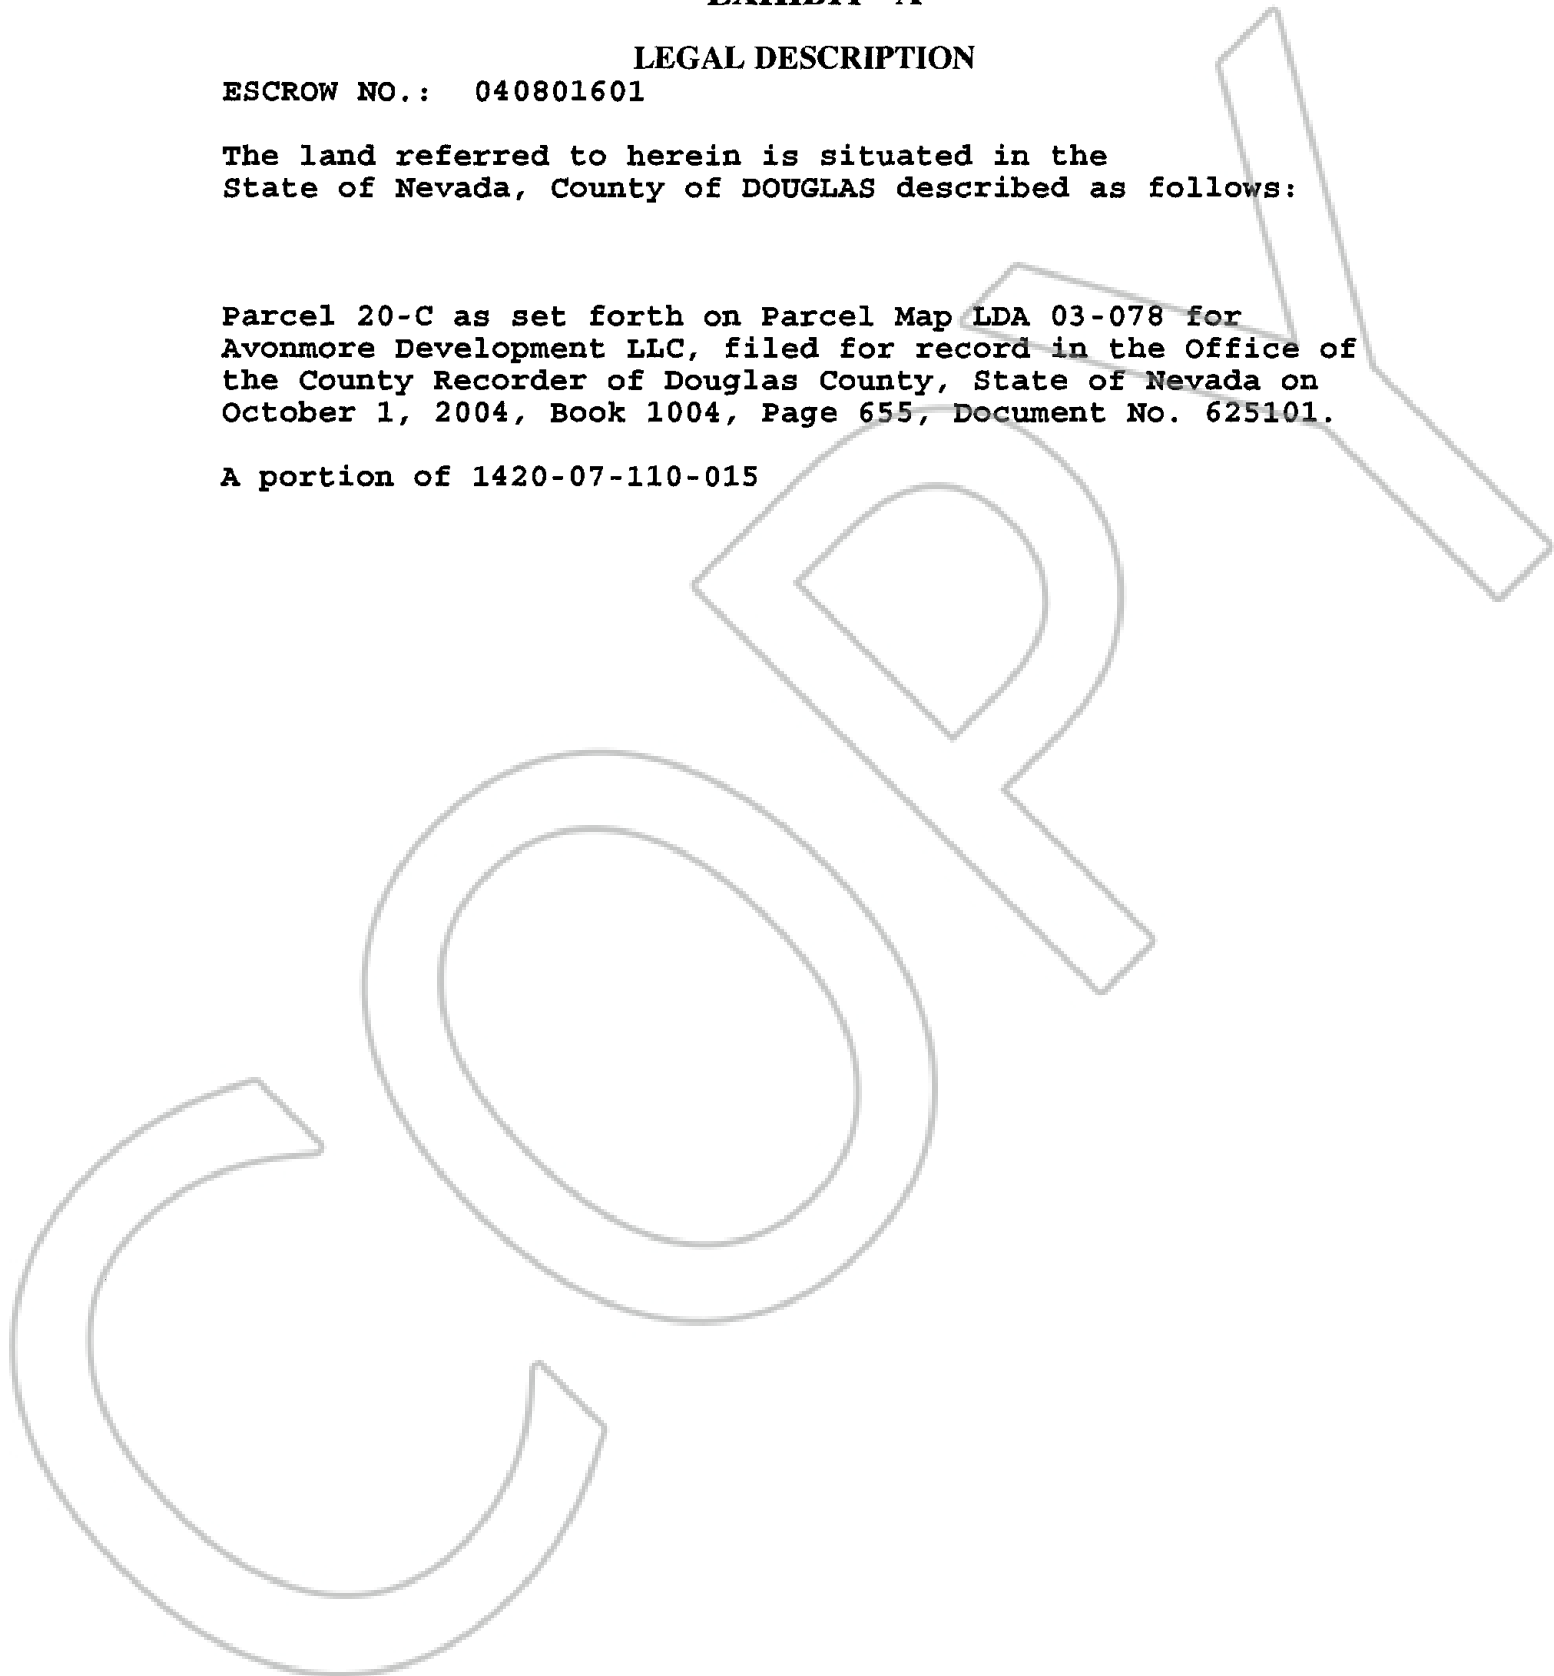 EXHIBIT "A"
LEGAL DESCRIPTION
ESCROW NO.: 040801601
The land referred to herein is situated in the
State of Nevada, County of DOUGLAS described as follows:
Parcel 20-C as set forth on Parcel Map LDA 03-078 for
Avonmore Development LLC, filed for record in the Office of
the County Recorder of Douglas County, State of Nevada on
October 1, 2004, Book 1004, Page 655, Document No. 625101.
A portion of 1420-07-110-015
COPY